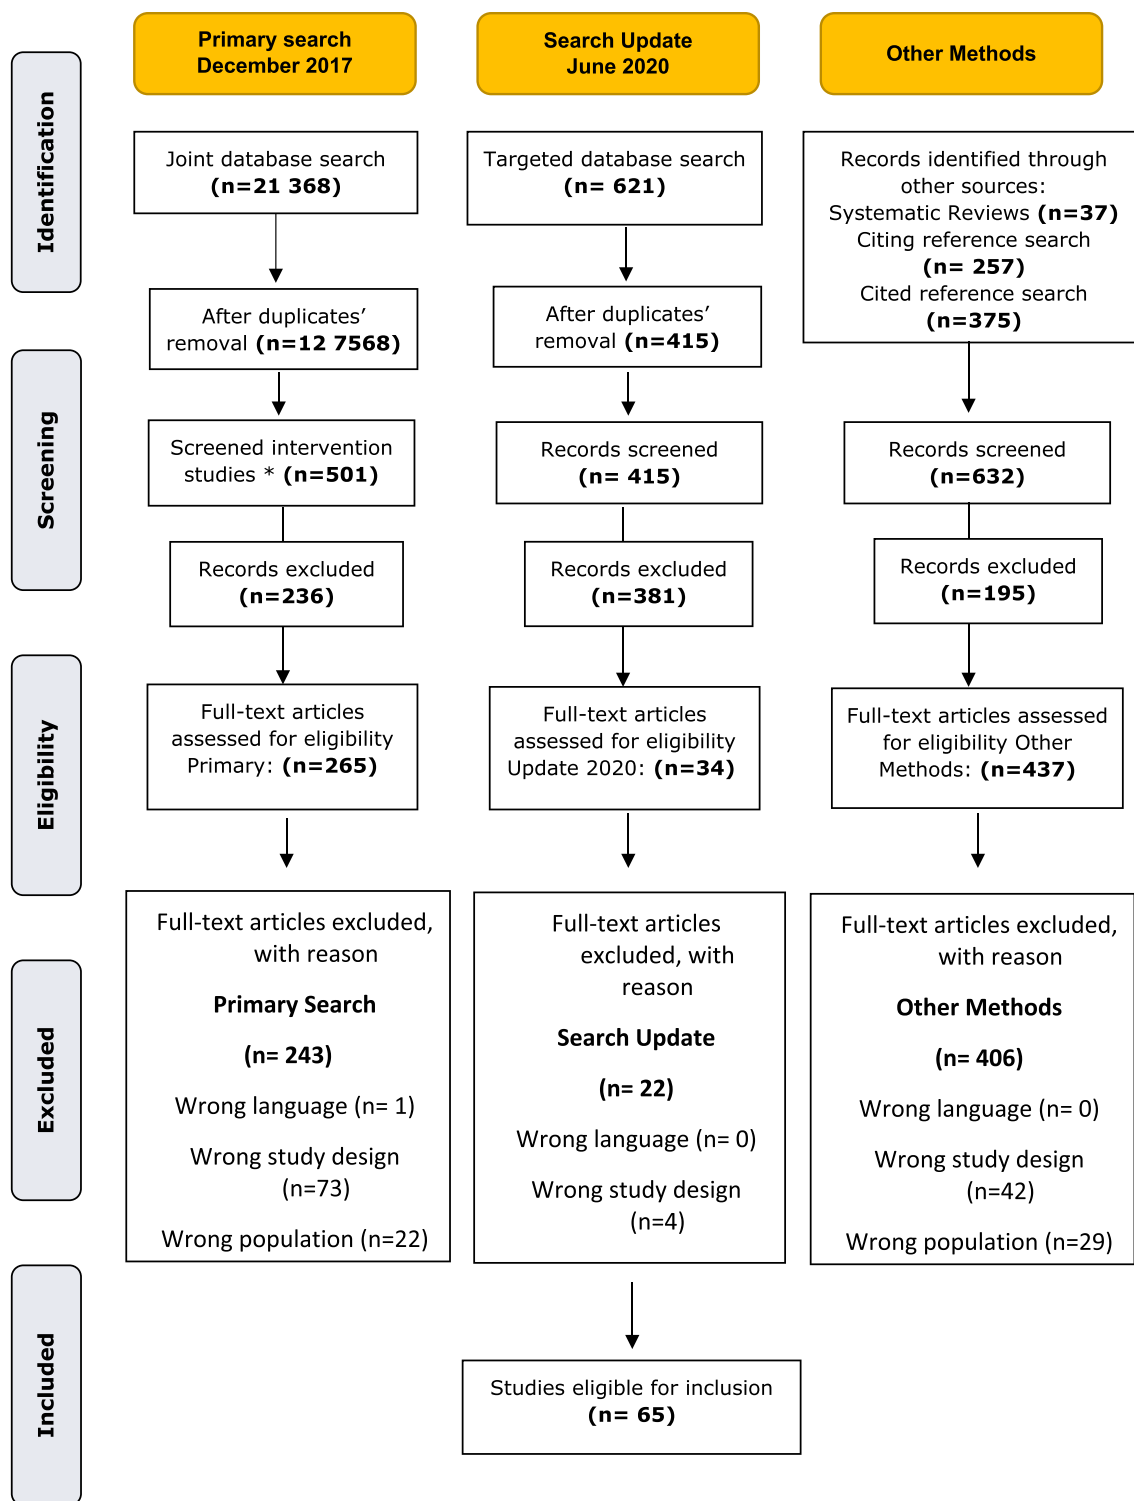 Primary search
December 2017
Search Update
June 2020
Other Methods
Identification
Joint database search
(n=21 368)
Targeted database search
(n= 621)
Records identified through
other sources:
Systematic Reviews (n=37)
Citing reference search
(n= 257)
Cited reference search
(n=375)
After duplicates’
removal (n=12 7568)
After duplicates’
removal (n=415)
Screening
Screened intervention
studies * (n=501)
Records screened
(n= 415)
Records screened
(n=632)
Records excluded
(n=236)
Records excluded
(n=381)
Records excluded
(n=195)
Eligibility
Full-text articles
assessed for eligibility
Primary: (n=265)
Full-text articles
assessed for eligibility
Update 2020: (n=34)
Full-text articles assessed
for eligibility Other
Methods: (n=437)
Excluded
Full-text articles excluded,
with reason
Primary Search
(n= 243)
Wrong language (n= 1)
Wrong study design
(n=73)
Wrong population (n=22)
Full-text articles
excluded, with
reason
Search Update
(n= 22)
Wrong language (n= 0)
Wrong study design
(n=4)
Full-text articles excluded,
with reason
Other Methods
(n= 406)
Wrong language (n= 0)
Wrong study design
(n=42)
Wrong population (n=29)
Included
Studies eligible for inclusion
(n= 65)